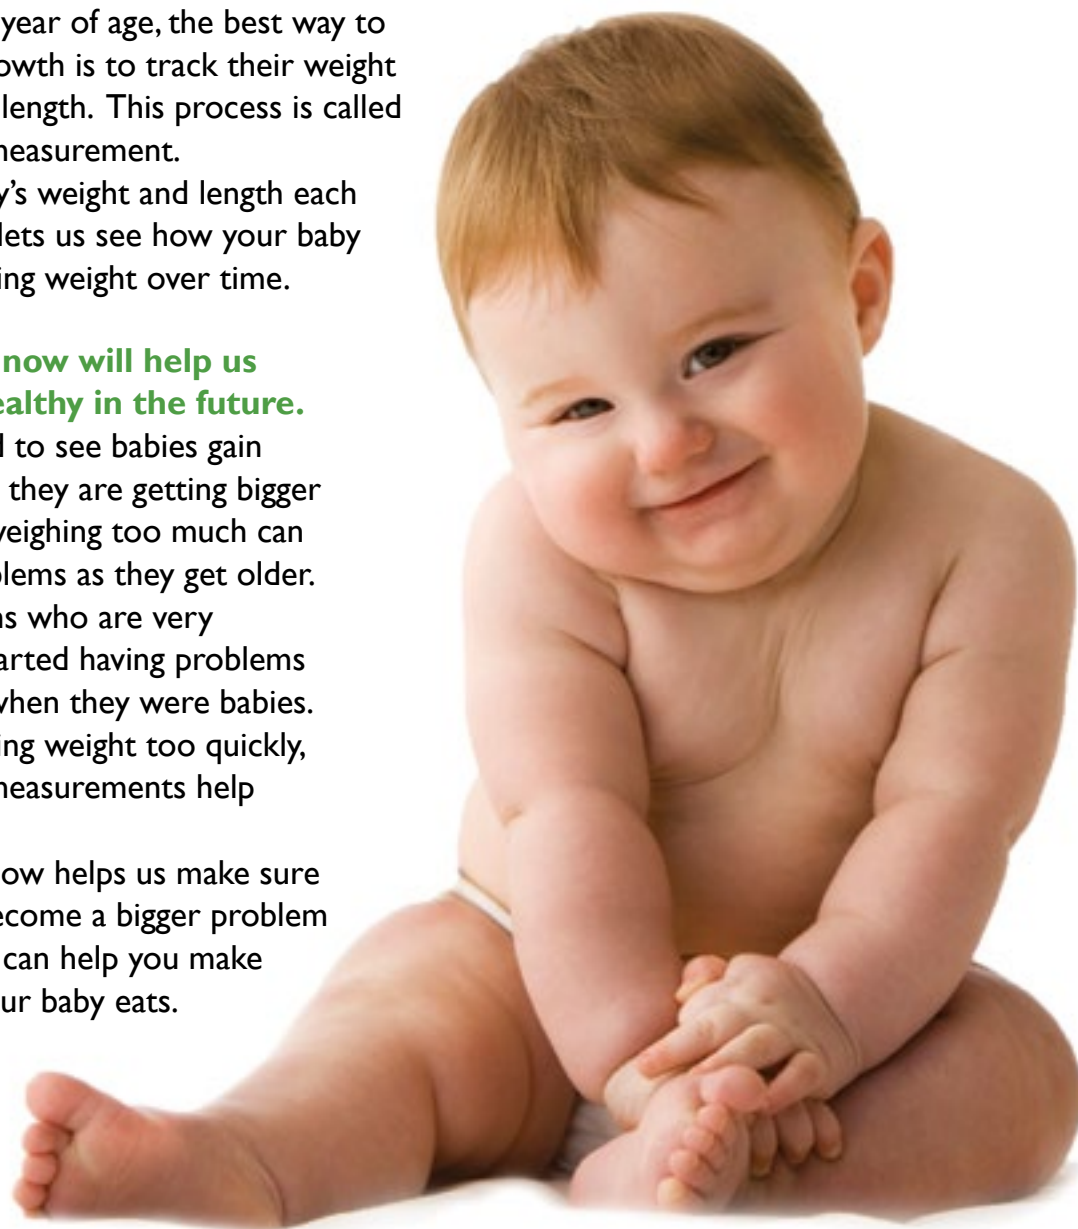 year of age, the best way to
owth is to track their weight
length. This process is called
neasurement.
y's weight and length each
lets us see how your baby
ing weight over time.
now will help us
ealthy in the future.
d to see babies gain
they are getting bigger
weighing too much can
blems as they get older.
ns who are very
arted having problems
when they were babies.
ing weight too quickly,
neasurements help
ow helps us make sure
ecome a bigger problem
can help you make
ur baby eats.